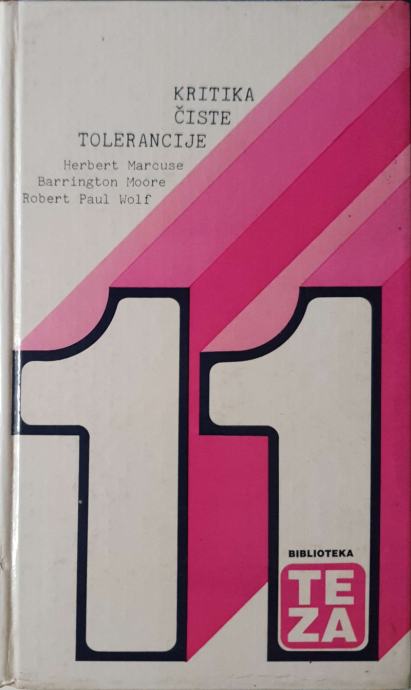 KRITIKA
ČISTE
TOLERANCIJE
Herbert Marcuse
Barrington Moore
Robert Paul Wolf
11
BIBLIOTEKA
TE
ZA